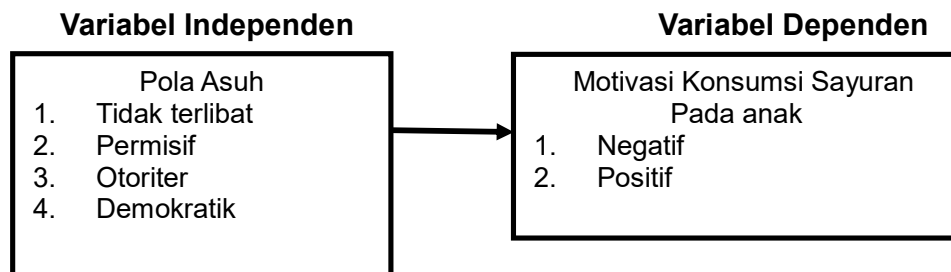 Variabel Independen
Pola Asuh
1. Tidak terlibat
2. Permisif
3. Otoriter
4. Demokratik
Variabel Dependen
Motivasi Konsumsi Sayuran
Pada anak
1. Negatif
2. Positif